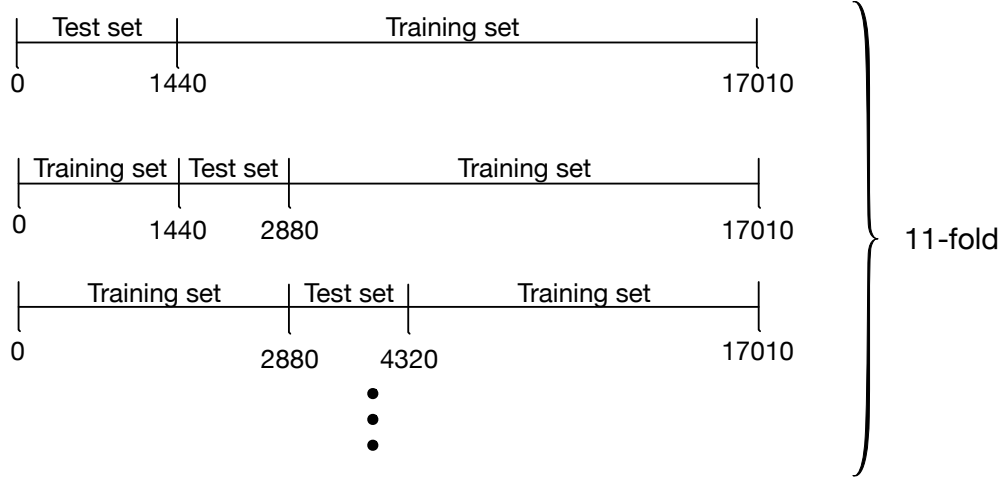 Test set Training set
0 1440 17010
Training set Test set Training set
0 1440 2880 17010
11-fold
Training set Test set Training set
0 2880 4320 17010